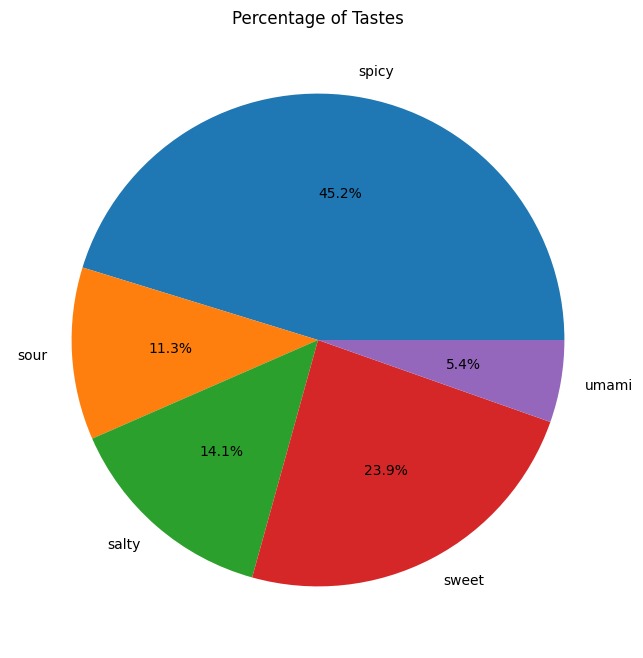 Percentage of Tastes
spicy
45.2%
sour
11.3%
salty
14.1%
sweet
23.9%
umami
5.4%